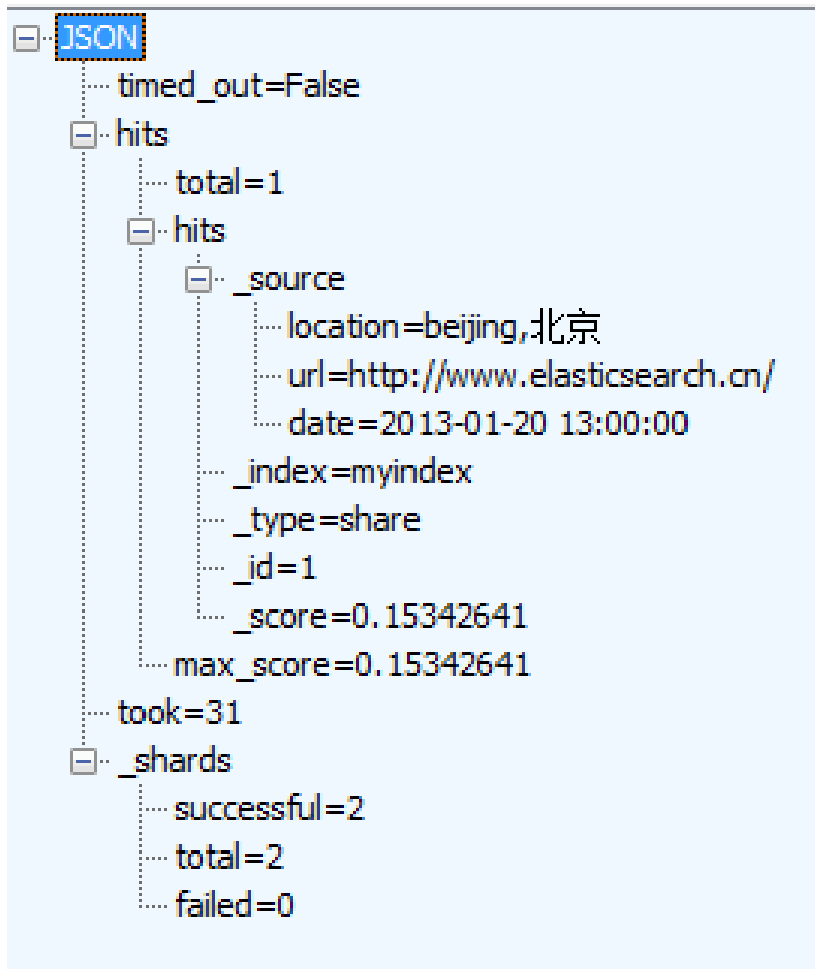 JSON
timed_out=False
hits
total=1
hits
_source
location=beijing,北京
url=http://www.elasticsearch.cn/
date=2013-01-20 13:00:00
_index=myindex
_type=share
_id=1
_score=0.15342641
max_score=0.15342641
took=31
_shards
successful=2
total=2
failed=0